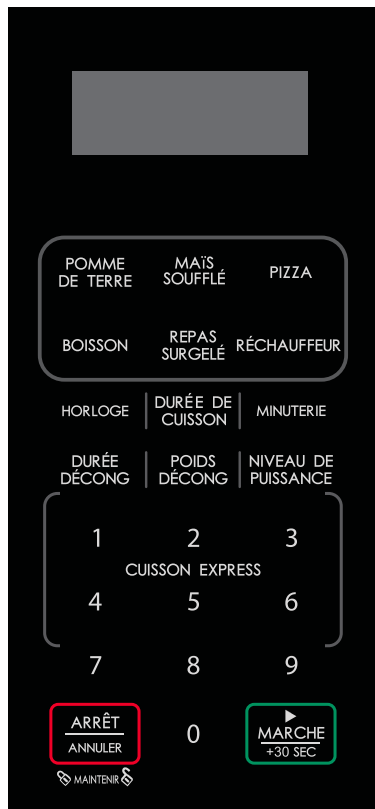 POMME
DE TERRE
MAÏS
SOUFFLÉ
PIZZA
BOISSON
REPAS
SURGELÉ
RÉCHAUFFEUR
HORLOGE
DURÉE DE
CUISSON
MINUTERIE
DURÉE
DÉCONG
POIDS
DÉCONG
NIVEAU DE
PUISSANCE
1 2 3
CUISSON EXPRESS
4 5 6
7 8 9
ARRÊT
ANNULER
0
MARCHE
+30 SEC
MAINTENIR